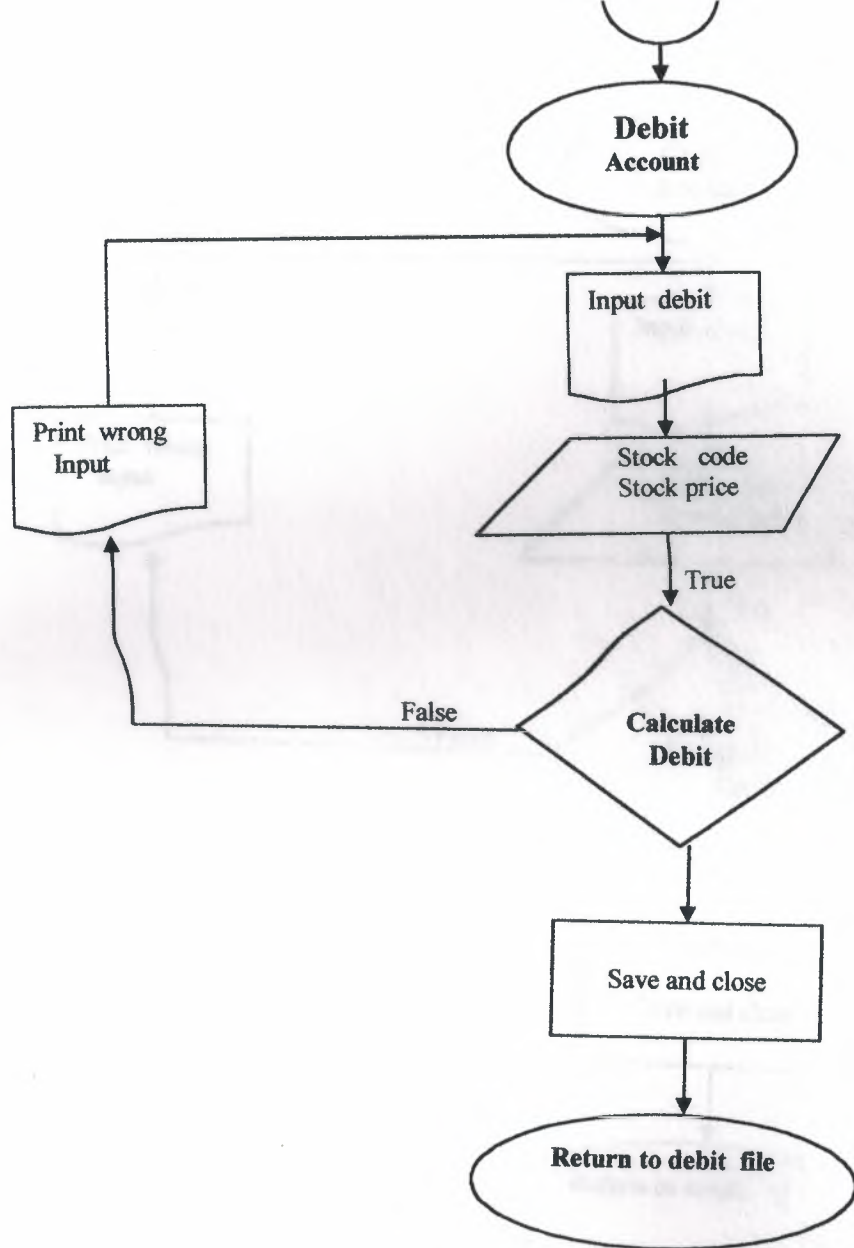 Debit
Account
Input debit
Print wrong
Input
Stock code
Stock price
True
False
Calculate
Debit
Save and close
Return to debit file